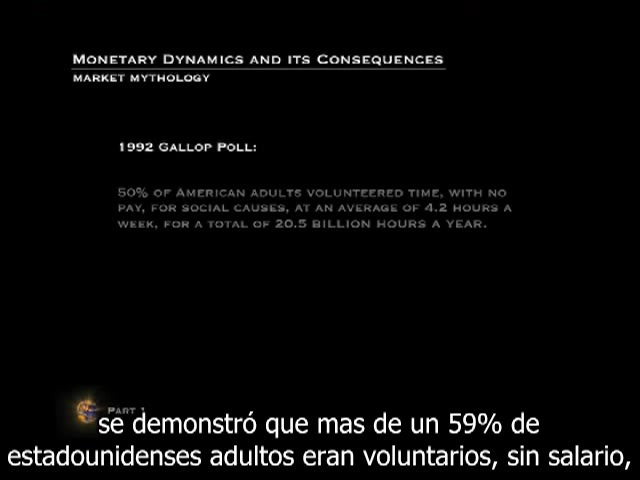 Monetary Dynamics and its Consequences
market mythology
1992 Gallop Poll:
50% of American adults volunteered time, with no
pay, for social causes, at an average of 4.2 hours a
week, for a total of 20.5 billion hours a year.
Part 1
se demonstró que mas de un 59% de
estadounidenses adultos eran voluntarios, sin salario,